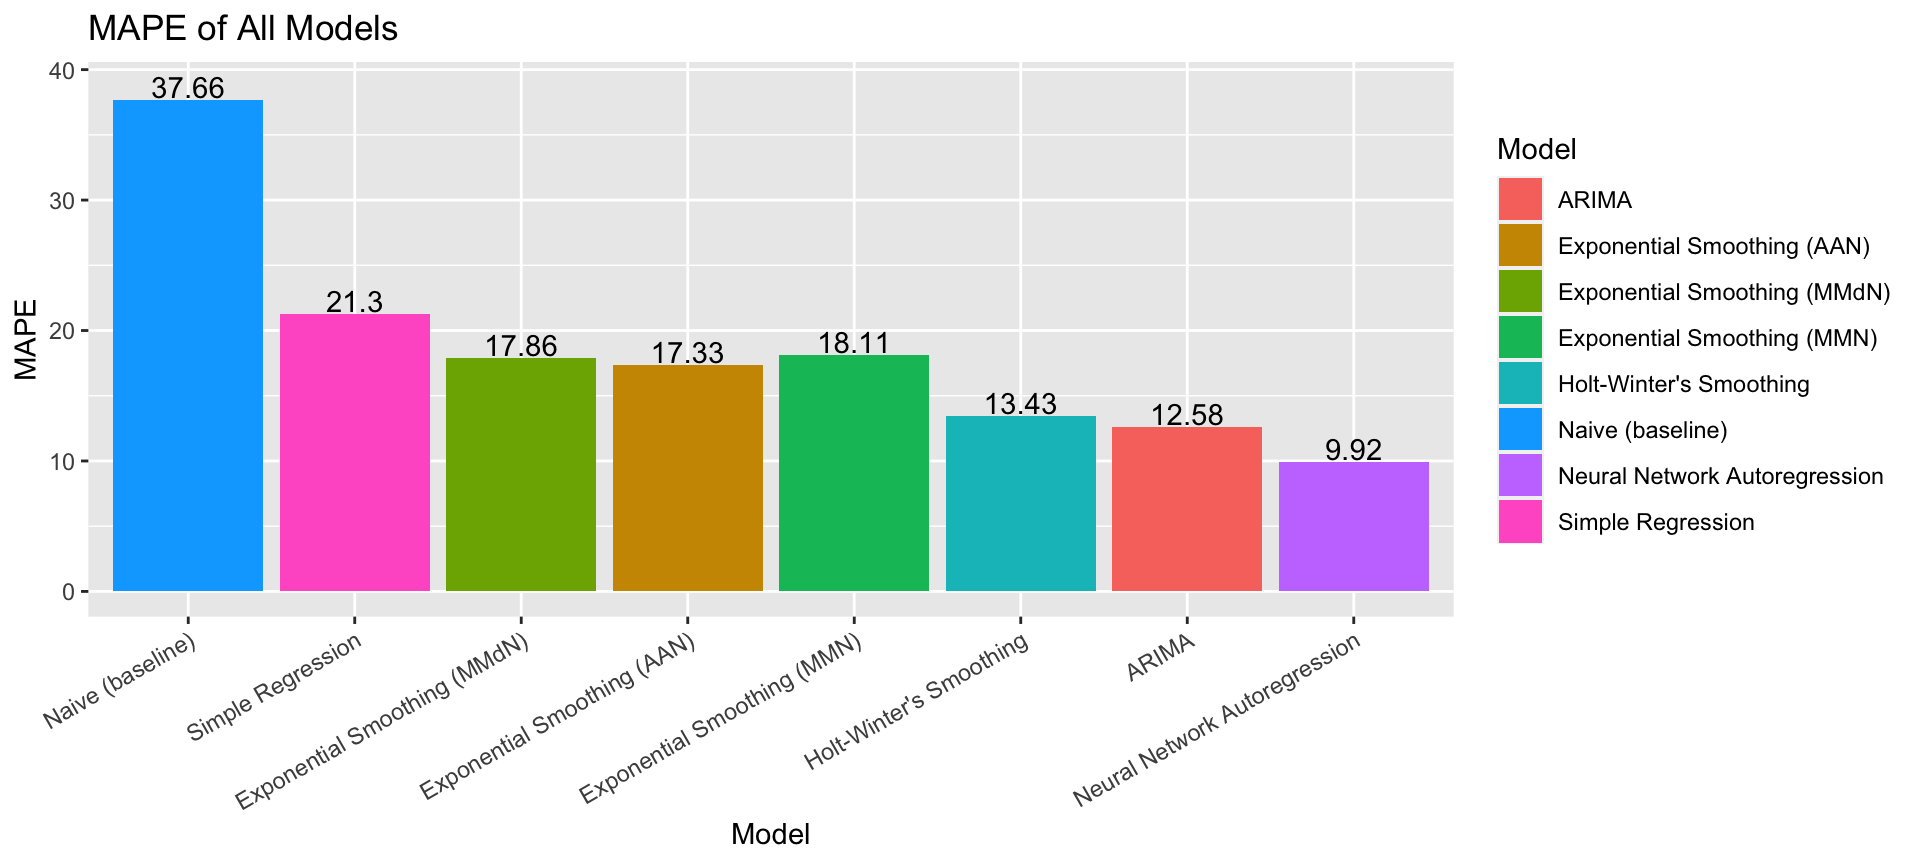 MAPE of All Models
MAPE
40
30
20
10
0
37.66
21.3
17.86
17.33
18.11
13.43
12.58
9.92
Naive (baseline)
Simple Regression
Exponential Smoothing (MMdN)
Exponential Smoothing (AAN)
Exponential Smoothing (MMN)
Holt-Winter's Smoothing
ARIMA
Neural Network Autoregression
Model
Model
ARIMA
Exponential Smoothing (AAN)
Exponential Smoothing (MMdN)
Exponential Smoothing (MMN)
Holt-Winter's Smoothing
Naive (baseline)
Neural Network Autoregression
Simple Regression